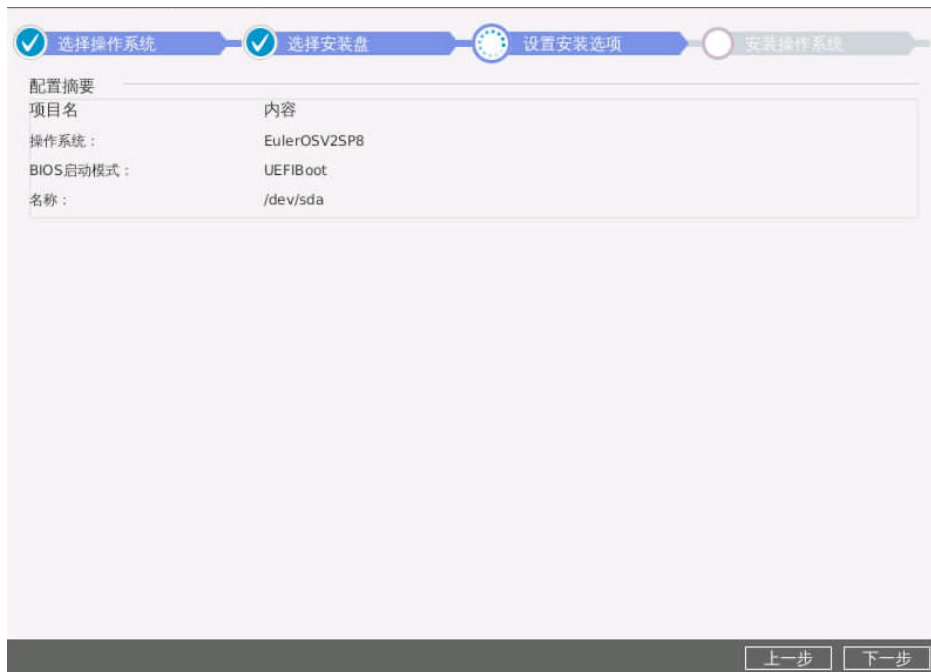 选择操作系统 选择安装盘 设置安装选项 安装操作系统
配置摘要
项目名 内容
操作系统： EulerOSV2SP8
BIOS启动模式： UEFIBoot
名称： /dev/sda
上一步 下一步